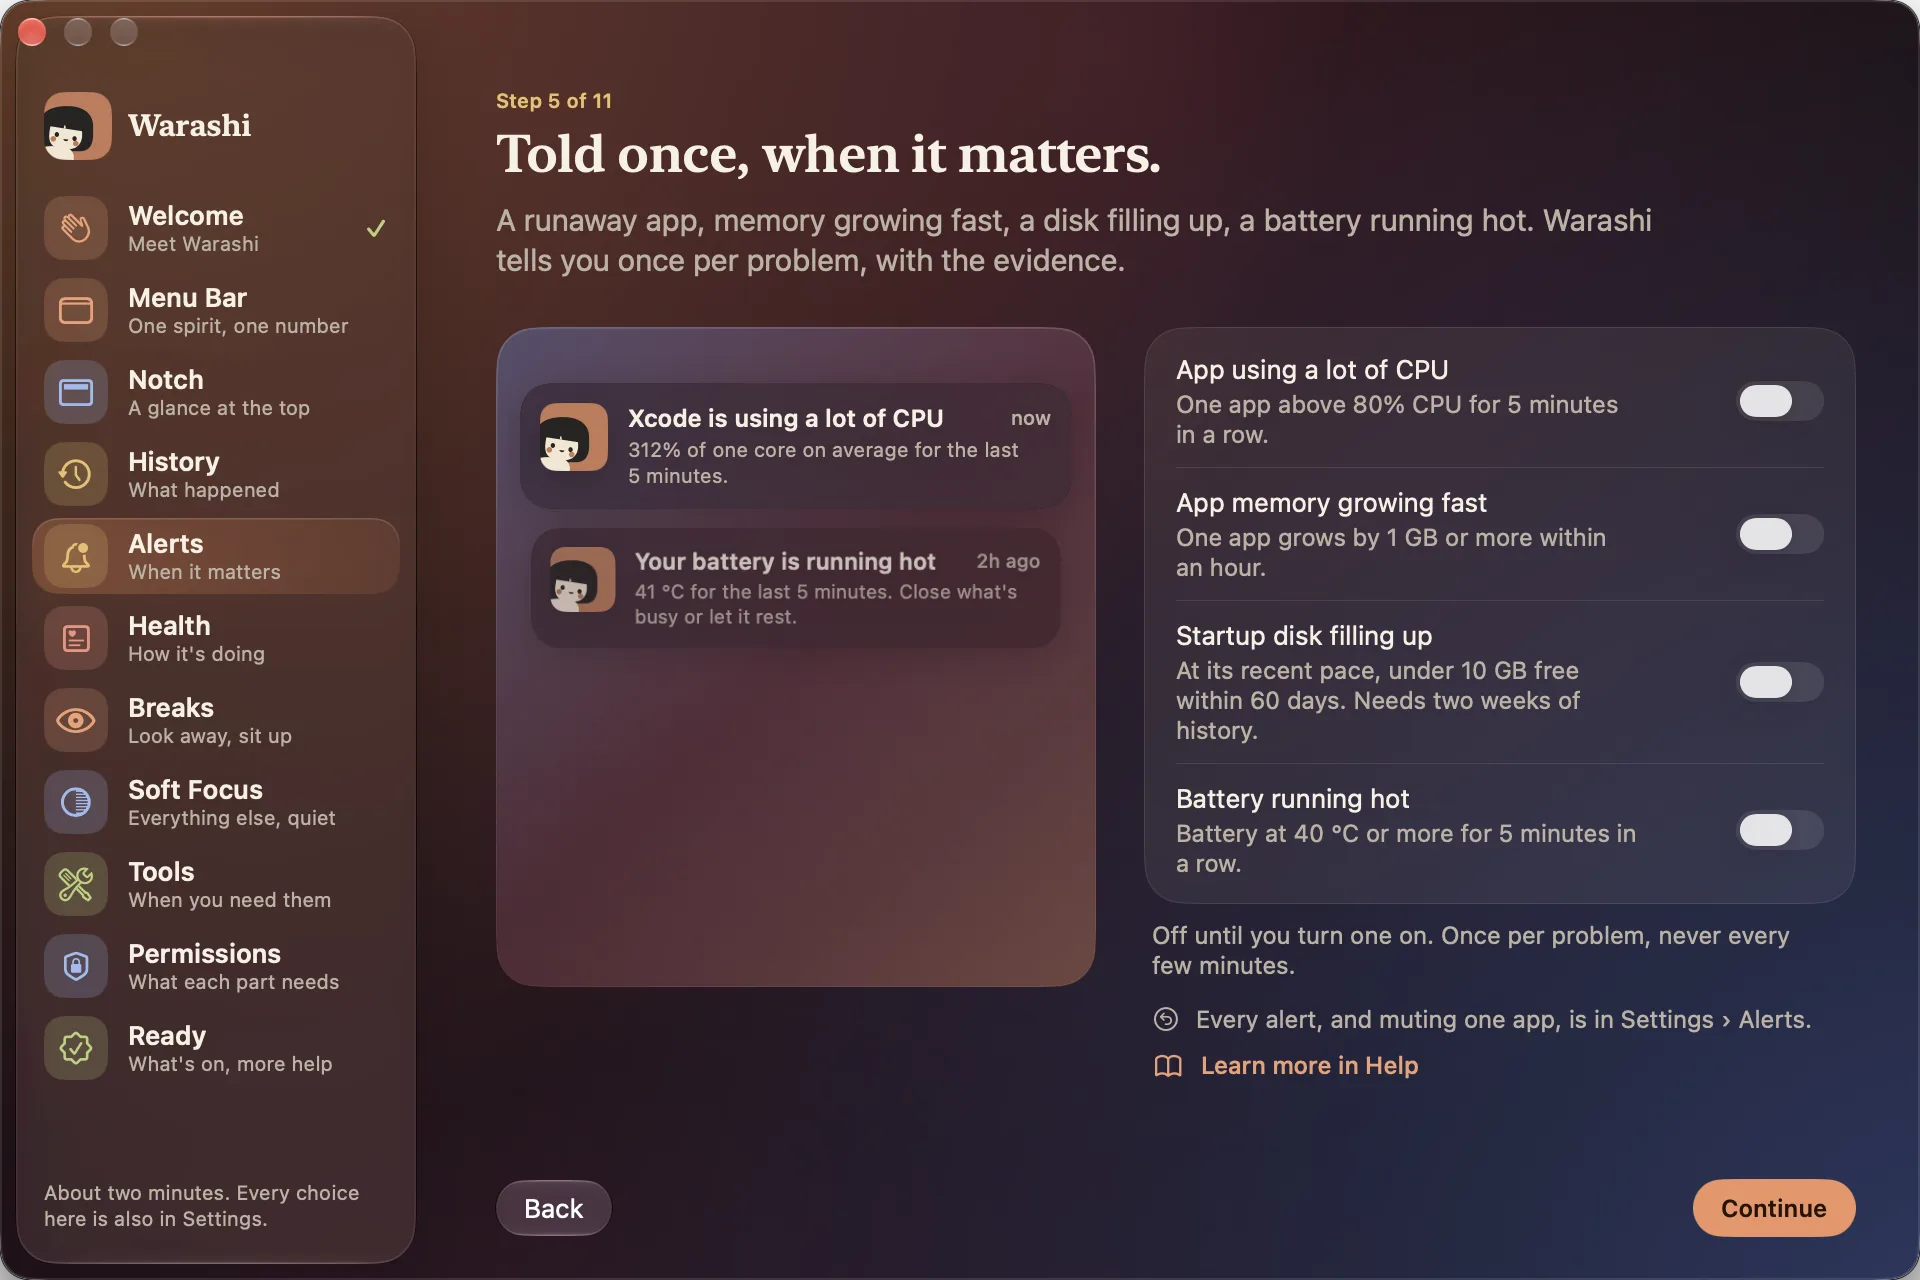 Warashi
Welcome
Meet Warashi
Menu Bar
One spirit, one number
Notch
A glance at the top
History
What happened
Alerts
When it matters
Health
How it's doing
Breaks
Look away, sit up
Soft Focus
Everything else, quiet
Tools
When you need them
Permissions
What each part needs
Ready
What's on, more help
About two minutes. Every choice
here is also in Settings.
Step 5 of 11
Told once, when it matters.
A runaway app, memory growing fast, a disk filling up, a battery running hot. Warashi
tells you once per problem, with the evidence.
Xcode is using a lot of CPU
now
312% of one core on average for the last
5 minutes.
Your battery is running hot
2h ago
41 °C for the last 5 minutes. Close what's
busy or let it rest.
App using a lot of CPU
One app above 80% CPU for 5 minutes
in a row.
App memory growing fast
One app grows by 1 GB or more within
an hour.
Startup disk filling up
At its recent pace, under 10 GB free
within 60 days. Needs two weeks of
history.
Battery running hot
Battery at 40 °C or more for 5 minutes in
a row.
Off until you turn one on. Once per problem, never every
few minutes.
Every alert, and muting one app, is in Settings › Alerts.
Learn more in Help
Back
Continue